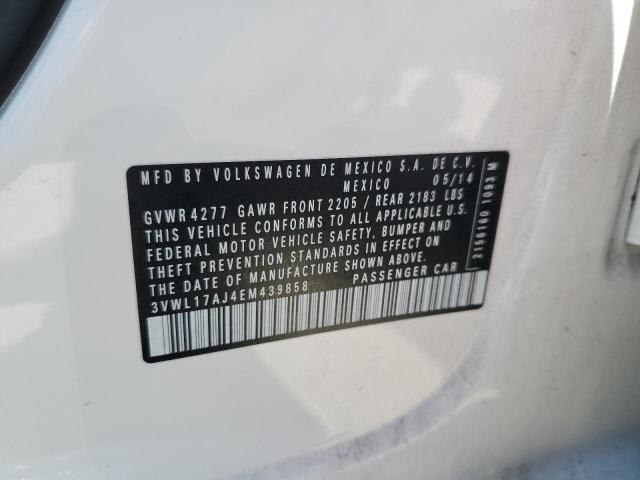 MFD BY VOLKSWAGEN DE MEXICO S.A. DE C.V.
MEXICO 05/14
GVWR 4277 GAWR FRONT 2205 / REAR 2183 LBS
THIS VEHICLE CONFORMS TO ALL APPLICABLE U.S.
FEDERAL MOTOR VEHICLE SAFETY, BUMPER AND
THEFT PREVENTION STANDARDS IN EFFECT ON
THE DATE OF MANUFACTURE SHOWN ABOVE.
3VWL17AJ4EM439858 PASSENGER CAR
2156160 1093 M